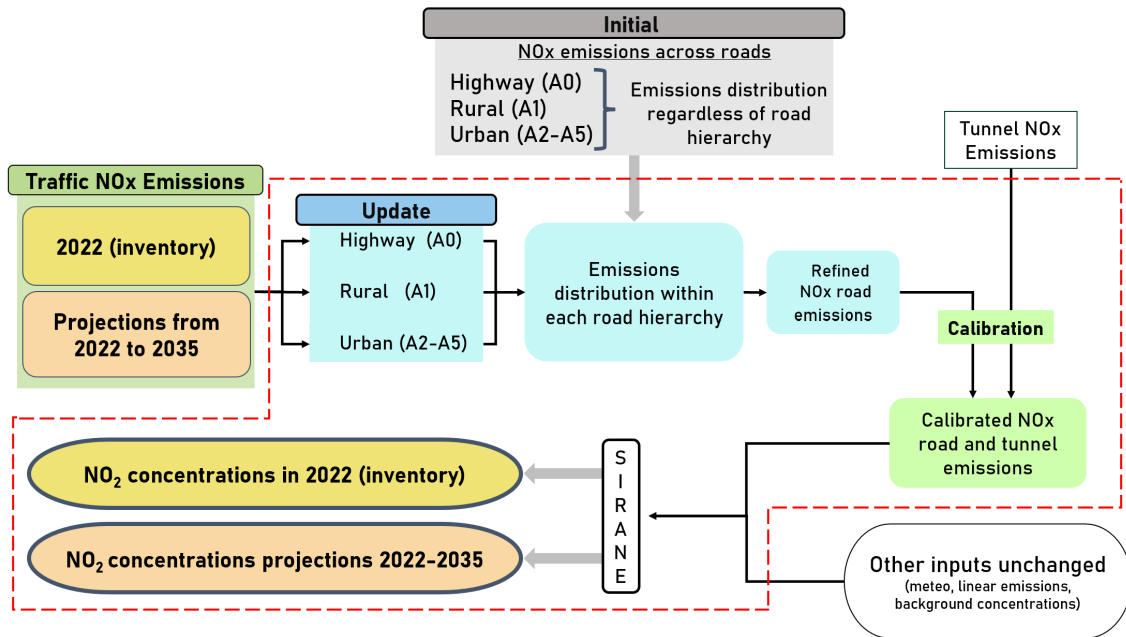 Initial
NOx emissions across roads
Highway (A0)
Rural (A1)
Urban (A2-A5)
Emissions distribution
regardless of road
hierarchy
Tunnel NOx
Emissions
Traffic NOx Emissions
2022 (inventory)
Projections from
2022 to 2035
Update
Highway (A0)
Rural (A1)
Urban (A2-A5)
Emissions
distribution within
each road hierarchy
Refined
NOx road
emissions
Calibration
Calibrated NOx
road and tunnel
emissions
NO₂ concentrations in 2022 (inventory)
NO₂ concentrations projections 2022-2035
S
I
R
A
N
E
Other inputs unchanged
(meteo, linear emissions,
background concentrations)